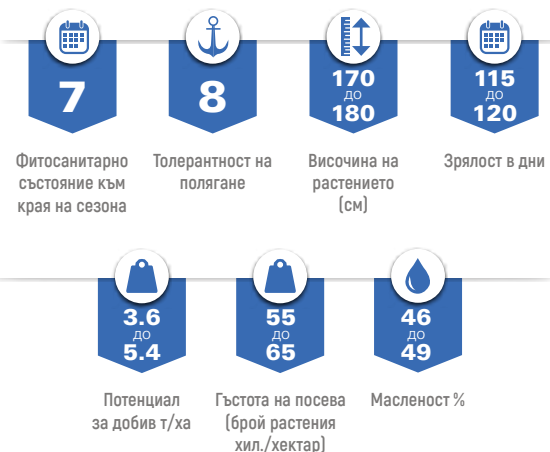 7
8
170
до
180
115
до
120
Фитосанитарно
състояние към
края на сезона
Толерантност на
полягане
Височина на
растението
(см)
Зрялост в дни
3.6
до
5.4
55
до
65
46
до
49
Потенциал
за добив т/ха
Гъстота на посева
(брой растения
хил./хектар)
Масленост %